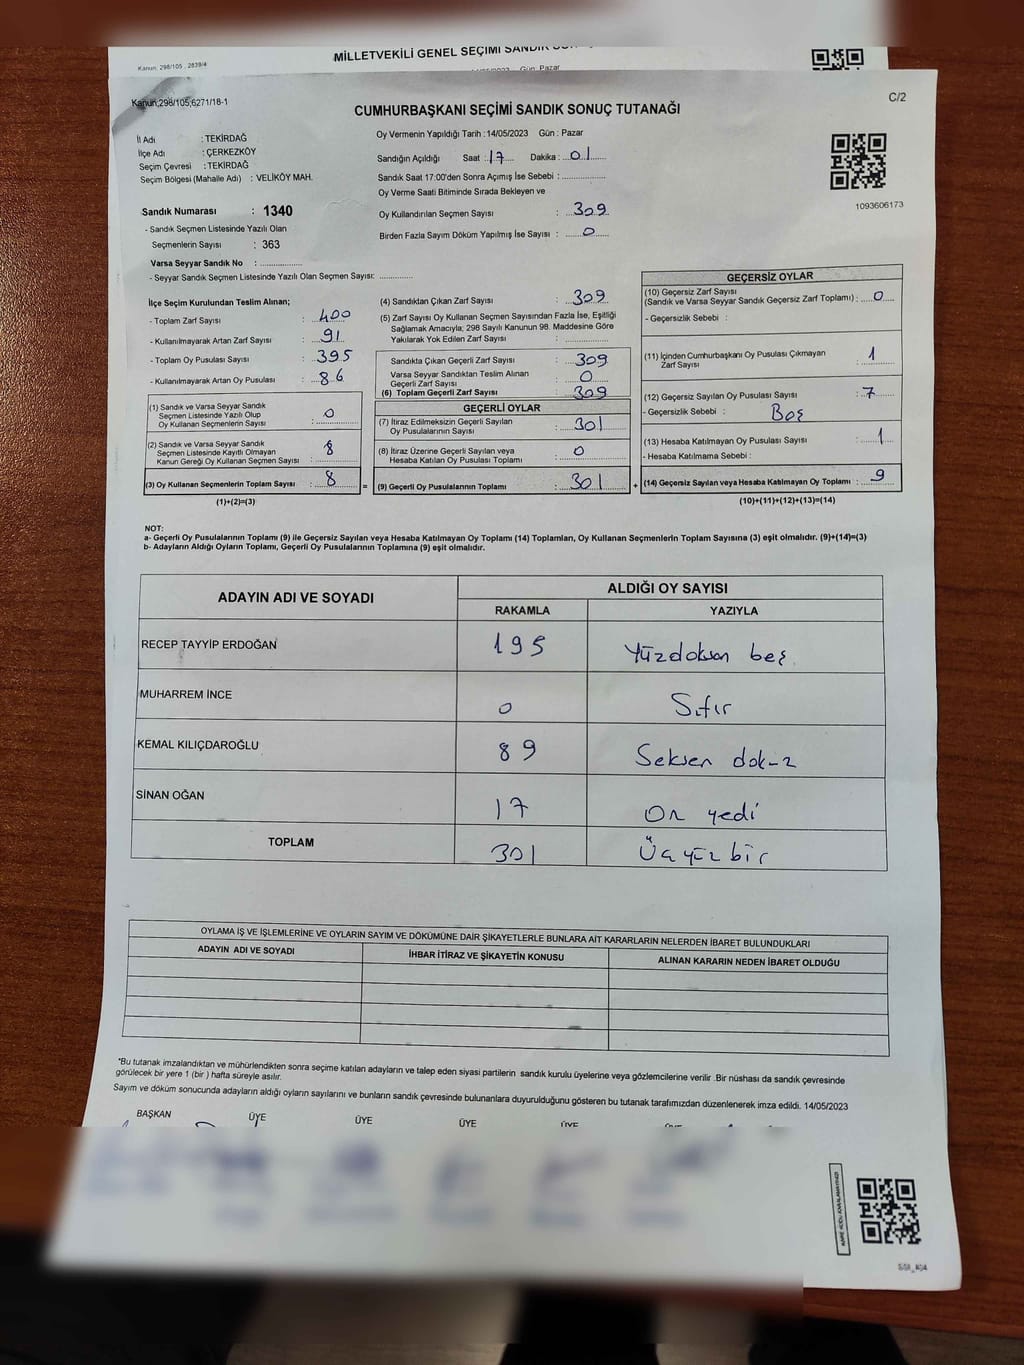 MİLLETVEKİLİ GENEL SEÇİMİ SANDIK
Kanun; 298/105 , 2839/4
Gün: Pazar
Kanun;298/105,6271/18-1
C/2
CUMHURBAŞKANI SEÇİMİ SANDIK SONUÇ TUTANAĞI
İl Adı : TEKİRDAĞ
İlçe Adı : ÇERKEZKÖY
Seçim Çevresi : TEKİRDAĞ
Seçim Bölgesi (Mahalle Adı) : VELİKÖY MAH.
Sandık Numarası : 1340
- Sandık Seçmen Listesinde Yazılı Olan
Seçmenlerin Sayısı : 363
Varsa Seyyar Sandık No : ..................
- Seyyar Sandık Seçmen Listesinde Yazılı Olan Seçmen Sayısı: ............
Oy Vermenin Yapıldığı Tarih : 14/05/2023 Gün : Pazar
Sandığın Açıldığı Saat : 17 Dakika : 01
Sandık Saat 17:00'den Sonra Açımış İse Sebebi : ................
Oy Verme Saati Bitiminde Sırada Bekleyen ve
Oy Kullandırılan Seçmen Sayısı : 309
Birden Fazla Sayım Döküm Yapılmış İse Sayısı : 0
1093606173
İlçe Seçim Kurulundan Teslim Alınan;
- Toplam Zarf Sayısı : 400
- Kullanılmayarak Artan Zarf Sayısı : 91
- Toplam Oy Pusulası Sayısı : 395
- Kullanılmayarak Artan Oy Pusulası : 86
(1) Sandık ve Varsa Seyyar Sandık
Seçmen Listesinde Yazılı Olup
Oy Kullanan Seçmenlerin Sayısı : 0
(2) Sandık ve Varsa Seyyar Sandık
Seçmen Listesinde Kayıtlı Olmayan
Kanun Gereği Oy Kullanan Seçmen Sayısı : 8
(3) Oy Kullanan Seçmenlerin Toplam Sayısı : 8
(1)+(2)=(3)
(4) Sandıktan Çıkan Zarf Sayısı : 309
(5) Zarf Sayısı Oy Kullanan Seçmen Sayısından Fazla İse, Eşitliği
Sağlamak Amacıyla; 298 Sayılı Kanunun 98. Maddesine Göre
Yakılarak Yok Edilen Zarf Sayısı : ............
Sandıkta Çıkan Geçerli Zarf Sayısı : 309
Varsa Seyyar Sandıktan Teslim Alınan
Geçerli Zarf Sayısı : 0
(6) Toplam Geçerli Zarf Sayısı : 309
GEÇERLİ OYLAR
(7) İtiraz Edilmeksizin Geçerli Sayılan
Oy Pusulalarının Sayısı : 301
(8) İtiraz Üzerine Geçerli Sayılan veya
Hesaba Katılan Oy Pusulası Toplamı : 0
= (9) Geçerli Oy Pusulalarının Toplamı : 301 +
GEÇERSİZ OYLAR
(10) Geçersiz Zarf Sayısı
(Sandık ve Varsa Seyyar Sandık Geçersiz Zarf Toplamı) : 0
- Geçersizlik Sebebi :
(11) İçinden Cumhurbaşkanı Oy Pusulası Çıkmayan
Zarf Sayısı : 1
(12) Geçersiz Sayılan Oy Pusulası Sayısı : 7
- Geçersizlik Sebebi : Boş
(13) Hesaba Katılmayan Oy Pusulası Sayısı : 1
- Hesaba Katılmama Sebebi :
(14) Geçersiz Sayılan veya Hesaba Katılmayan Oy Toplamı : 9
(10)+(11)+(12)+(13)=(14)
NOT:
a- Geçerli Oy Pusulalarının Toplamı (9) ile Geçersiz Sayılan veya Hesaba Katılmayan Oy Toplamı (14) Toplamları, Oy Kullanan Seçmenlerin Toplam Sayısına (3) eşit olmalıdır. (9)+(14)=(3)
b- Adayların Aldığı Oyların Toplamı, Geçerli Oy Pusulalarının Toplamına (9) eşit olmalıdır.
ADAYIN ADI VE SOYADI ALDIĞI OY SAYISI
RAKAMLA YAZIYLA
RECEP TAYYİP ERDOĞAN 195 Yüzdoksan beş
MUHARREM İNCE 0 Sıfır
KEMAL KILIÇDAROĞLU 89 Seksen dokuz
SİNAN OĞAN 17 On yedi
TOPLAM 301 Üçyüz bir
OYLAMA İŞ VE İŞLEMLERİNE VE OYLARIN SAYIM VE DÖKÜMÜNE DAİR ŞİKAYETLERLE BUNLARA AİT KARARLARIN NELERDEN İBARET BULUNDUKLARI
ADAYIN ADI VE SOYADI İHBAR İTİRAZ VE ŞİKAYETİN KONUSU ALINAN KARARIN NEDEN İBARET OLDUĞU
*Bu tutanak imzalandıktan ve mühürlendikten sonra seçime katılan adayların ve talep eden siyasi partilerin sandık kurulu üyelerine veya gözlemcilerine verilir .Bir nüshası da sandık çevresinde
görülecek bir yere 1 (bir ) hafta süreyle asılır.
Sayım ve döküm sonucunda adayların aldığı oyların sayılarını ve bunların sandık çevresinde bulunanlara duyurulduğunu gösteren bu tutanak tarafımızdan düzenlenerek imza edildi. 14/05/2023
BAŞKAN ÜYE ÜYE ÜYE ÜYE ÜYE